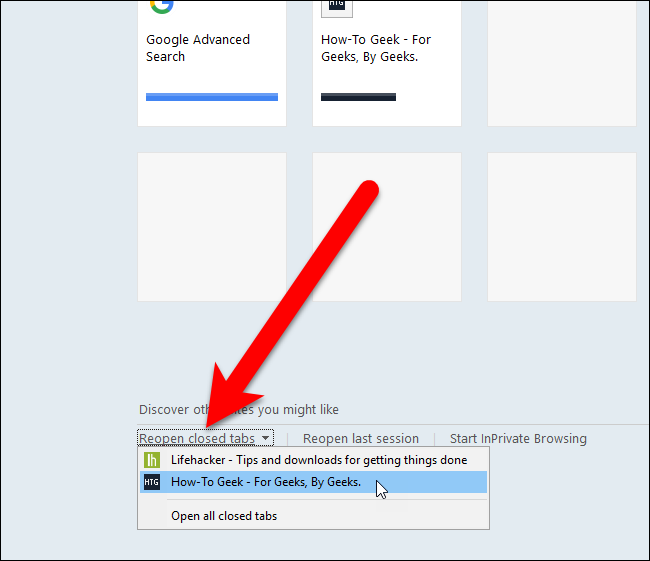 HTG
Google Advanced
Search
How-To Geek - For
Geeks, By Geeks.
Discover oth ites you might like
Reopen closed tabs
Reopen last session
Start InPrivate Browsing
lh Lifehacker - Tips and downloads for getting things done
HTG How-To Geek - For Geeks, By Geeks.
Open all closed tabs